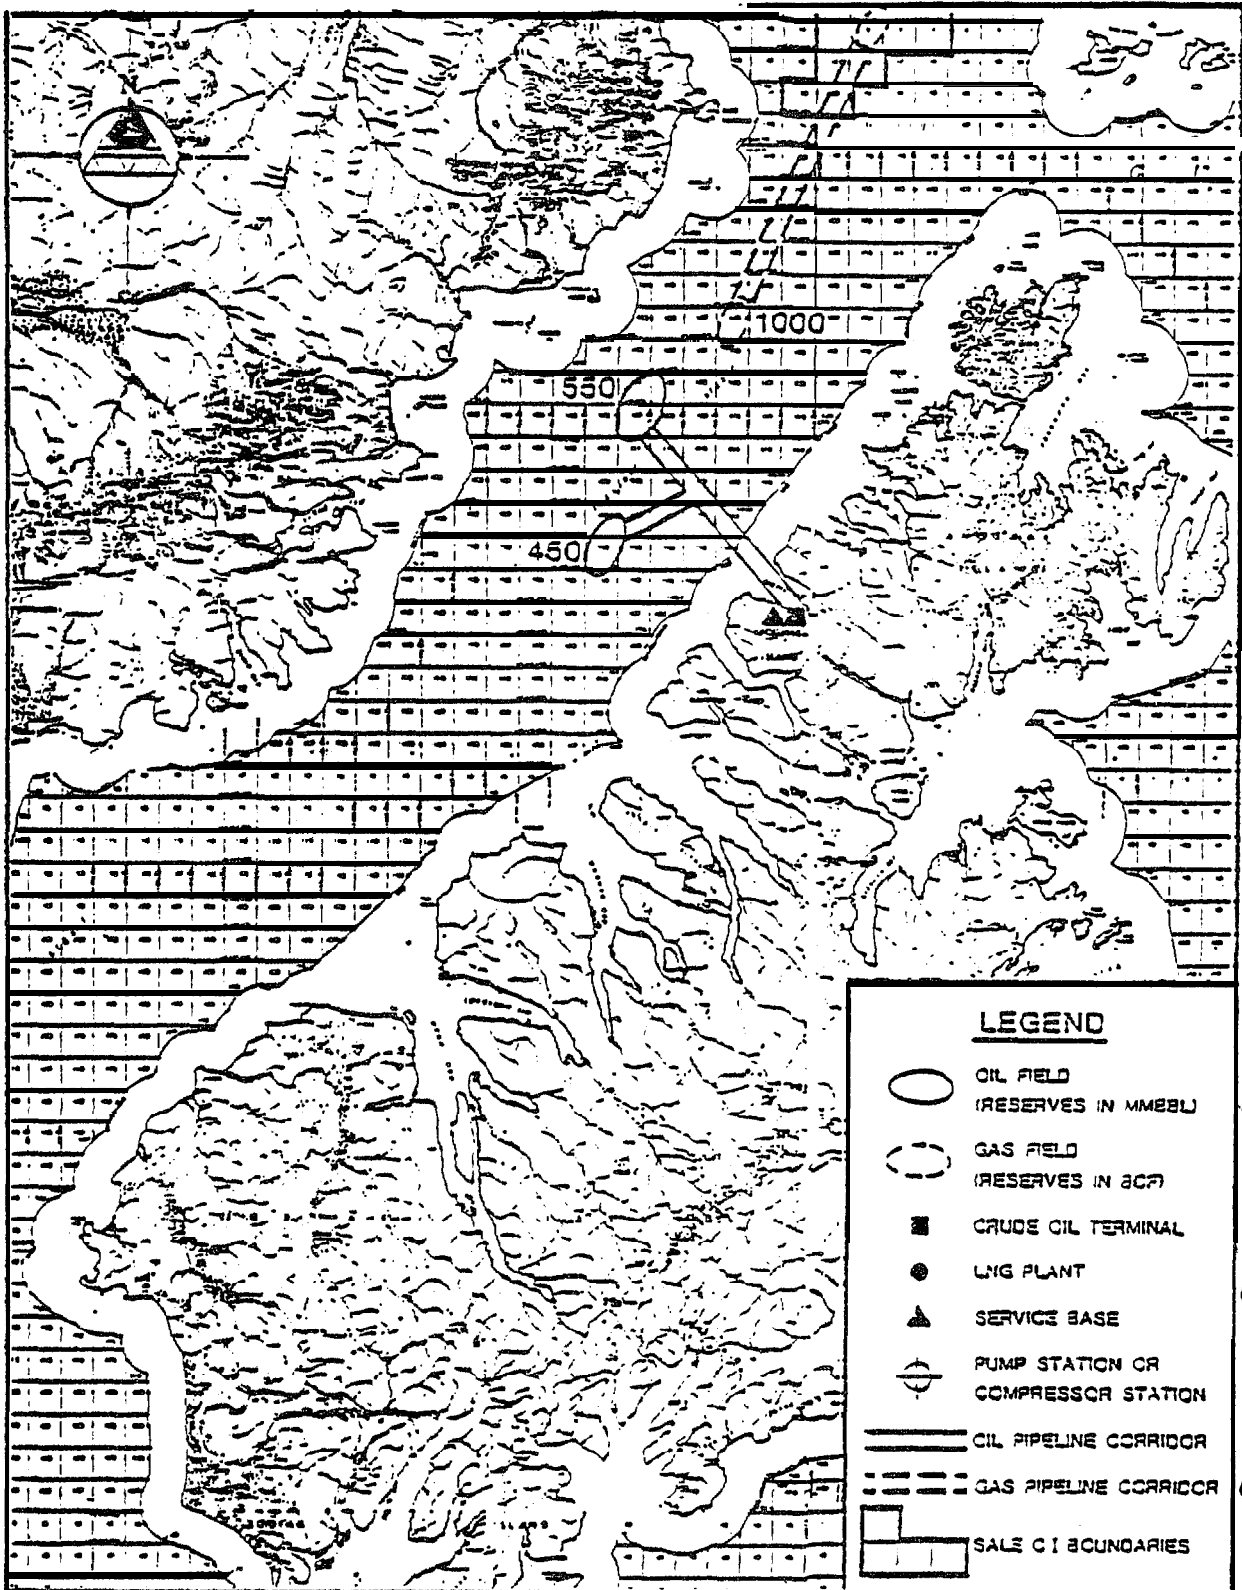 N
1000
550
450
LEGEND
OIL FIELD
(RESERVES IN MMBBL)
GAS FIELD
(RESERVES IN BCF)
CRUDE OIL TERMINAL
LNG PLANT
SERVICE BASE
PUMP STATION OR
COMPRESSOR STATION
OIL PIPELINE CORRIDOR
GAS PIPELINE CORRIDOR
SALE C I BOUNDARIES